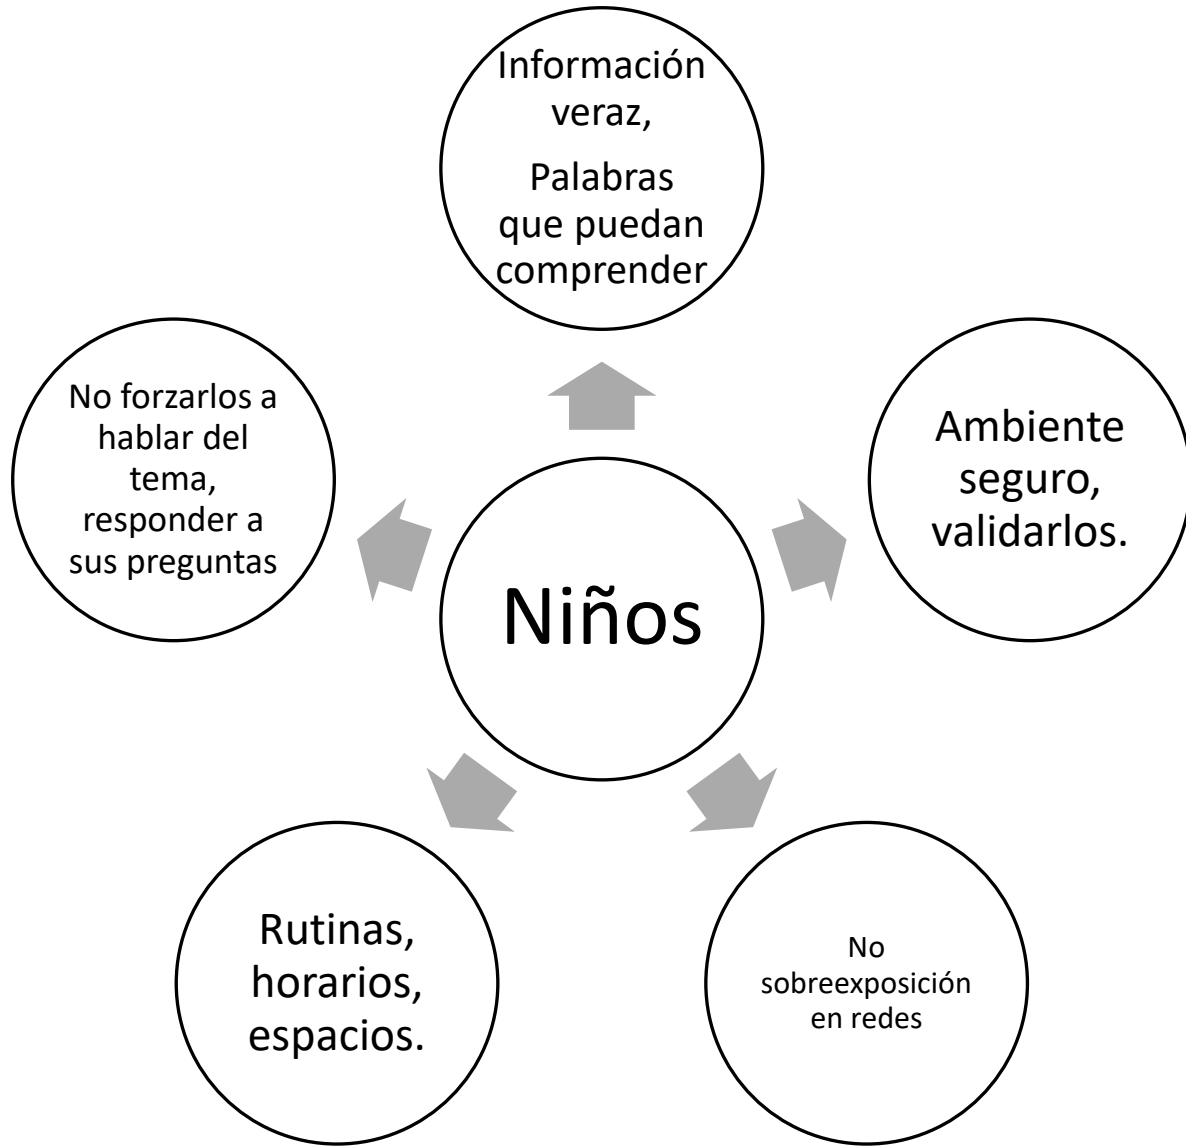 Información
veraz,
Palabras
que puedan
comprender
No forzarlos a
hablar del
tema,
responder a
sus preguntas
Ambiente
seguro,
validarlos.
Niños
Rutinas,
horarios,
espacios.
No
sobreexposición
en redes